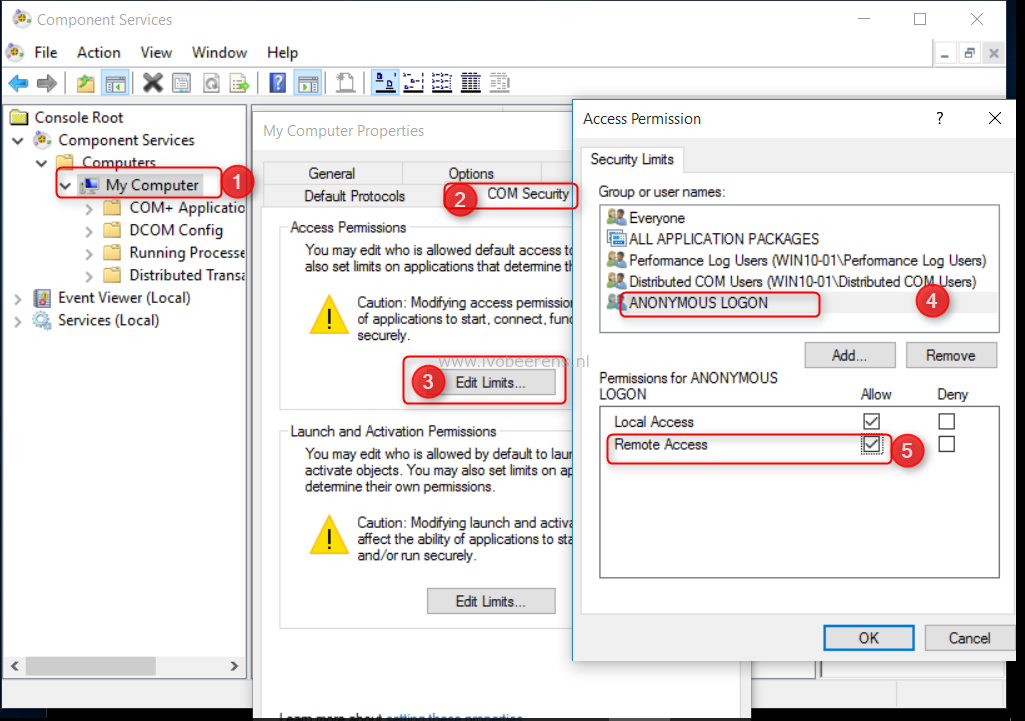 Component Services
File Action View Window Help
Console Root
Component Services
Computers
My Computer
1
COM+ Applicatio
DCOM Config
Running Processe
Distributed Transa
Event Viewer (Local)
Services (Local)
My Computer Properties
General Options
Default Protocols 2 COM Security
Access Permissions
You may edit who is allowed default access to
also set limits on applications that determine th
Caution: Modifying access permission
of applications to start, connect, func
securely.
www.ivobeerens.nl
3 Edit Limits...
Launch and Activation Permissions
You may edit who is allowed by default to laun
activate objects. You may also set limits on ap
determine their own permissions.
Caution: Modifying launch and activa
affect the ability of applications to sta
and/or run securely.
Edit Limits...
Learn more about setting these properties.
Access Permission
?
Security Limits
Group or user names:
Everyone
ALL APPLICATION PACKAGES
Performance Log Users (WIN10-01\Performance Log Users)
Distributed COM Users (WIN10-01\Distributed COM Users)
ANONYMOUS LOGON 4
Add... Remove
Permissions for ANONYMOUS
LOGON Allow Deny
Local Access
Remote Access 5
OK Cancel